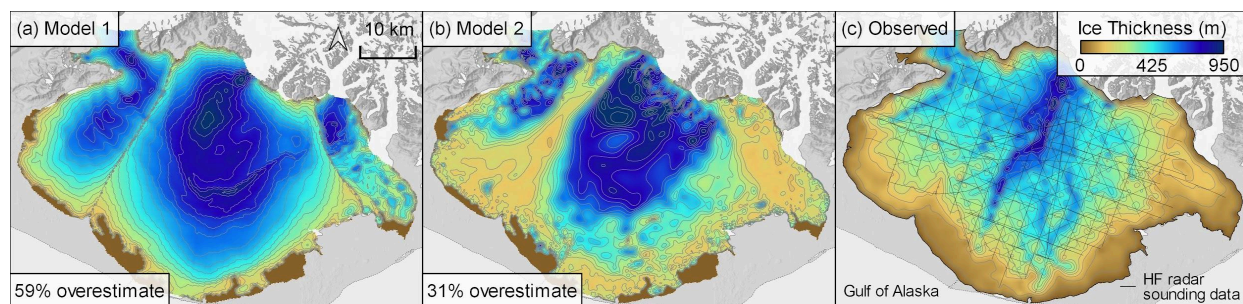 (a) Model 1
10 km
59% overestimate
(b) Model 2
31% overestimate
(c) Observed
Ice Thickness (m)
0 425 950
Gulf of Alaska
HF radar
sounding data